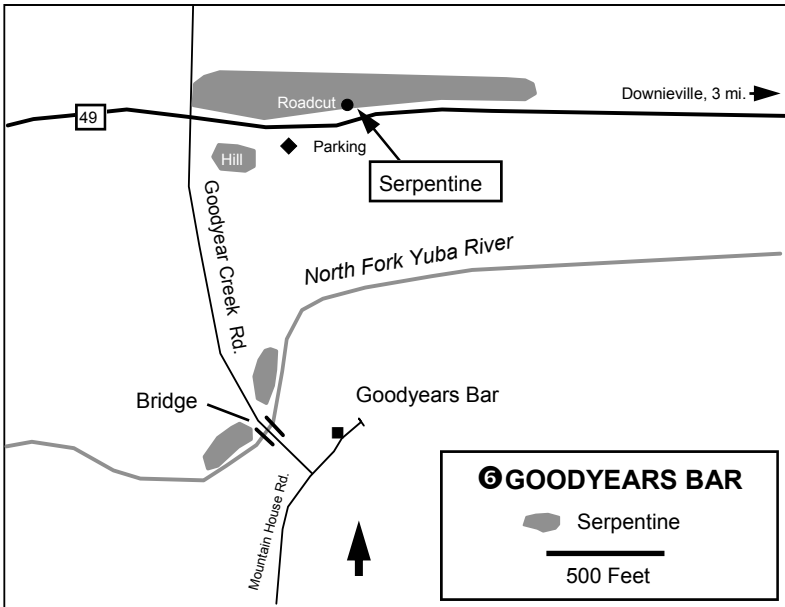 Roadcut
Downieville, 3 mi.
49
Hill
Parking
Serpentine
Goodyear Creek Rd.
North Fork Yuba River
Bridge
Goodyears Bar
Mountain House Rd.
❻GOODYEARS BAR
Serpentine
500 Feet